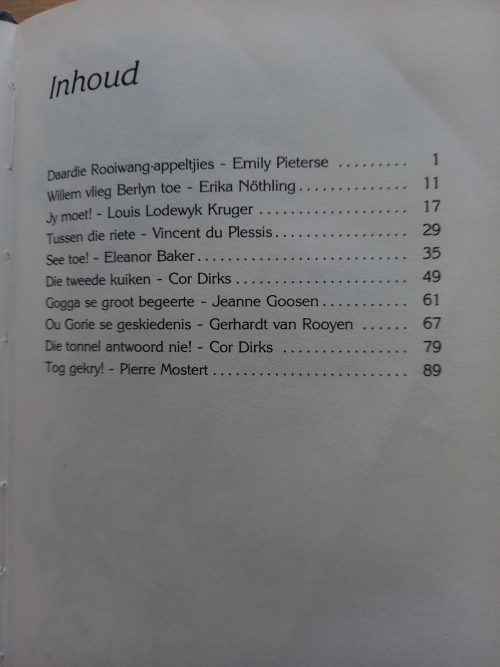 Inhoud
Daardie Rooiwang-appeltjies - Emily Pieterse ......... 1
Willem vlieg Berlyn toe - Erika Nöthling.............. 11
Jy moet! - Louis Lodewyk Kruger ................... 17
Tussen die riete - Vincent du Plessis................. 29
See toe! - Eleanor Baker........................... 35
Die tweede kuiken - Cor Dirks...................... 49
Gogga se groot begeerte - Jeanne Goosen........... 61
Ou Gorie se geskiedenis - Gerhardt van Rooyen ...... 67
Die tonnel antwoord nie! - Cor Dirks ................ 79
Tog gekry! - Pierre Mostert......................... 89